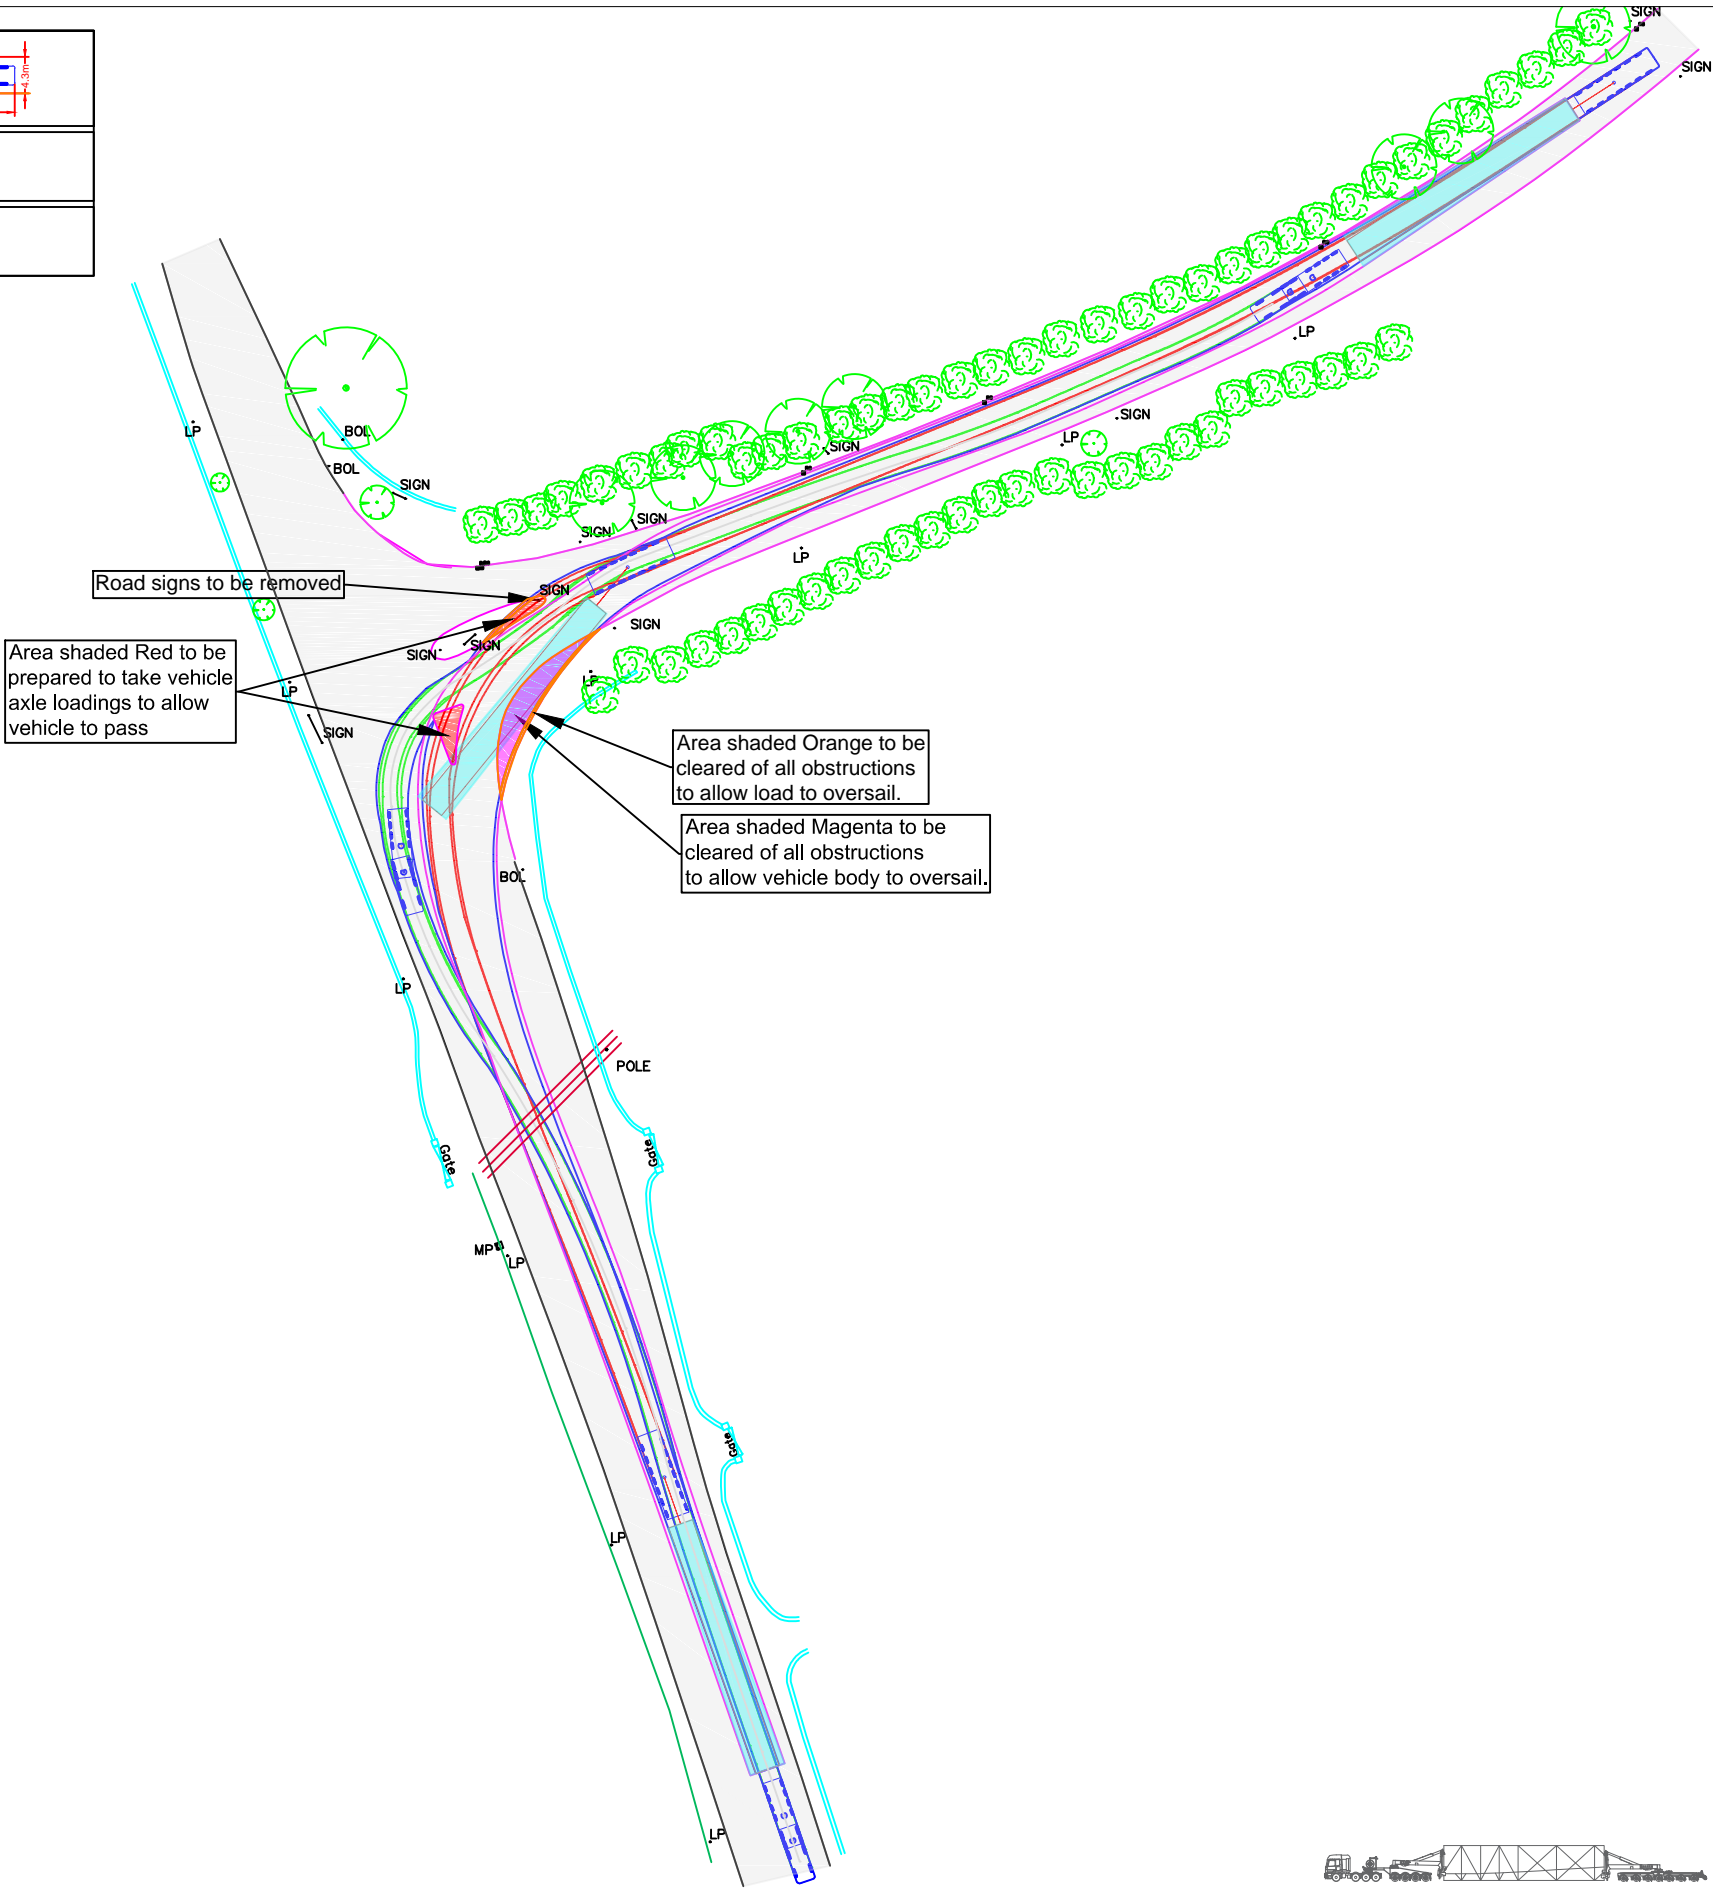 SIGN
SIGN
4.3m
LP
SIGN
SIGN
LP
LP
BOL
SIGN
BOL
SIGN
SIGN
SIGN
LP
Road signs to be removed
SIGN
SIGN
SIGN
SIGN
Area shaded Red to be
prepared to take vehicle
axle loadings to allow
vehicle to pass
LP
LP
SIGN
Area shaded Orange to be
cleared of all obstructions
to allow load to oversail.
Area shaded Magenta to be
cleared of all obstructions
to allow vehicle body to oversail.
BOL
LP
POLE
Gate
Gate
MP
LP
Gate
LP
LP